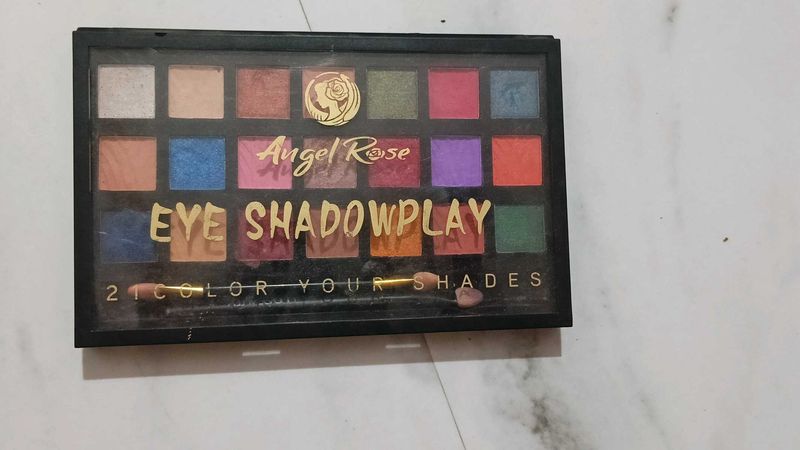 Angel Rose
EYE SHADOWPLAY
21 COLOR YOUR SHADES